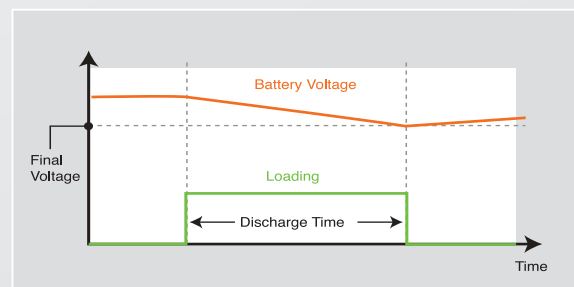 Battery Voltage
Final
Voltage
Loading
Discharge Time
Time